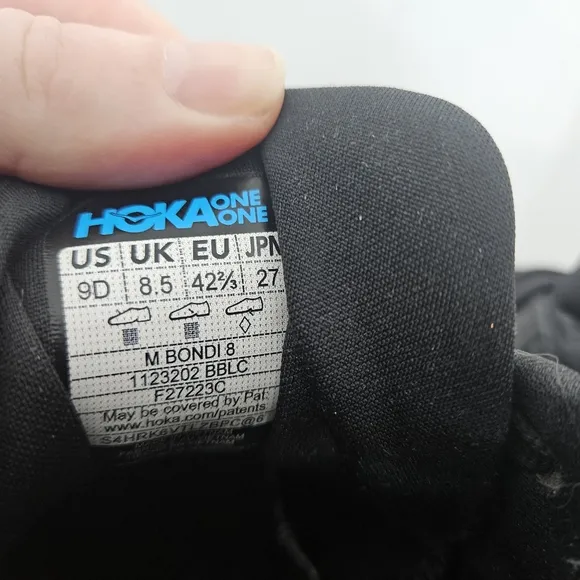 HOKA ONE ONE
US UK EU JPN
9D 8.5 42⅔ 27
M BONDI 8
1123202 BBLC
F27223C
May be covered by Pat.
www.hoka.com/patents